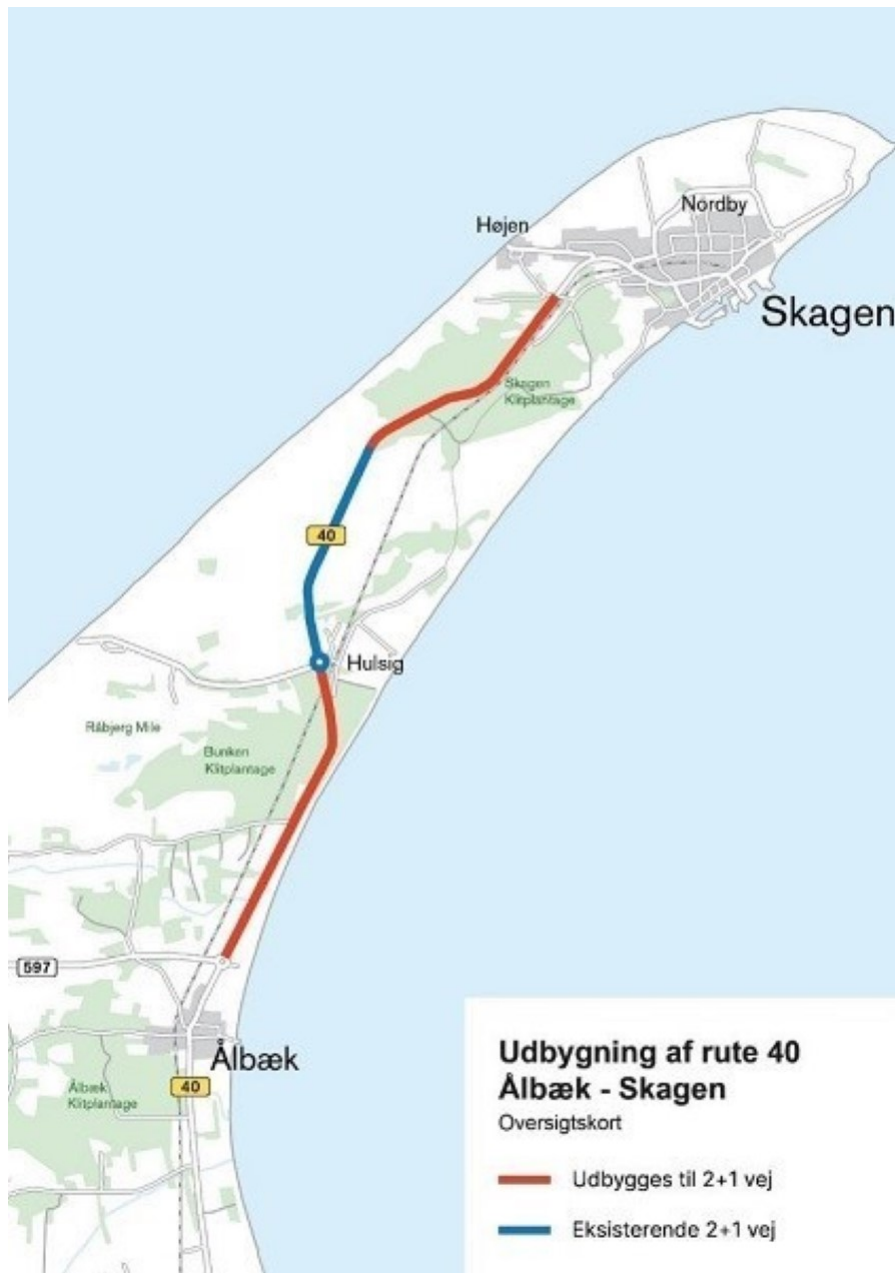 Nordby
Højen
Skagen
Skagen
Klitplantage
40
Hulsig
Råbjerg Mile
Bunken
Klitplantage
597
Ålbæk
40
Ålbæk
Klitplantage
Udbygning af rute 40
Ålbæk - Skagen
Oversigtskort
Udbygges til 2+1 vej
Eksisterende 2+1 vej